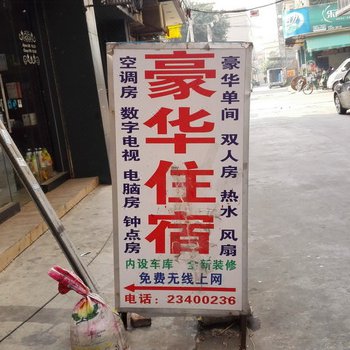 豪华住宿
空调房 数字电视 电脑房 钟点房
豪华单间 双人房 热水 风扇
内设车库 全新装修
免费无线上网
电话：23400236